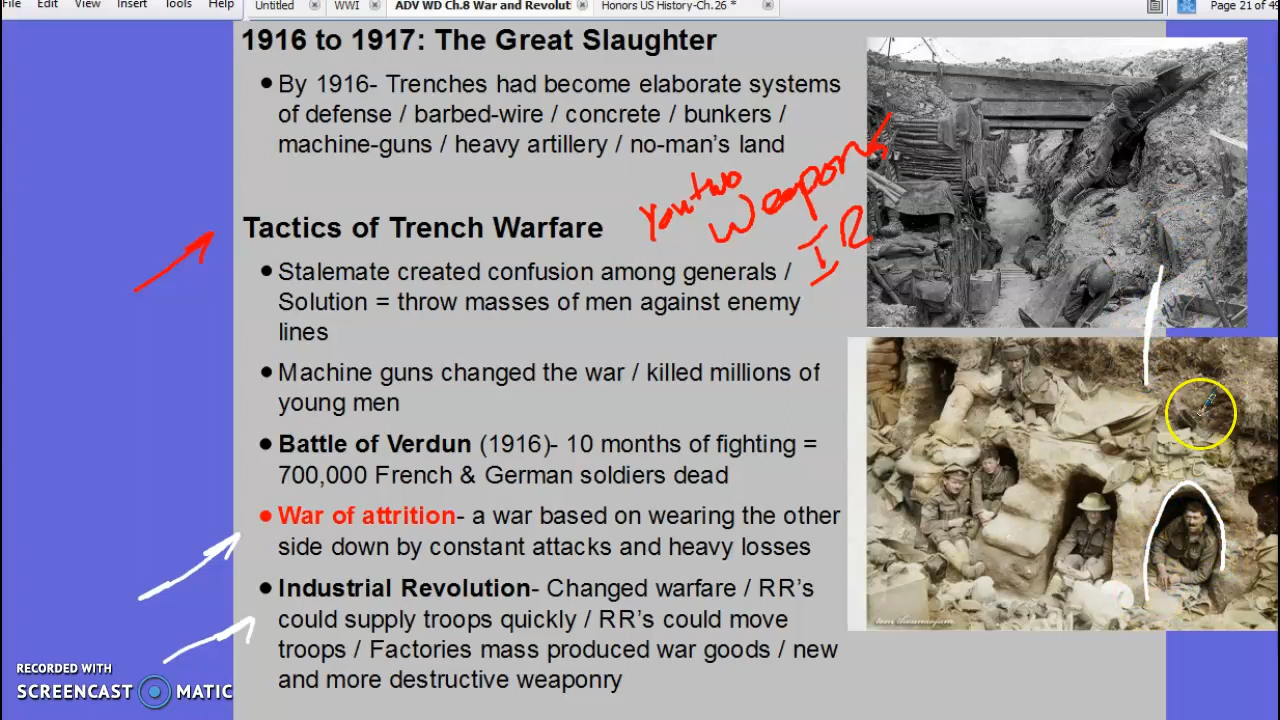 File Edit View Insert Tools Help
Untitled WWI ADV WD Ch.8 War and Revoluti Honors US History-Ch.26 * Page 21 of 49
1916 to 1917: The Great Slaughter
● By 1916- Trenches had become elaborate systems
of defense / barbed-wire / concrete / bunkers /
machine-guns / heavy artillery / no-man's land
Weapons
IR
Tactics of Trench Warfare
● Stalemate created confusion among generals /
Solution = throw masses of men against enemy
lines
● Machine guns changed the war / killed millions of
young men
● Battle of Verdun (1916)- 10 months of fighting =
700,000 French & German soldiers dead
● War of attrition- a war based on wearing the other
side down by constant attacks and heavy losses
● Industrial Revolution- Changed warfare / RR's
could supply troops quickly / RR's could move
troops / Factories mass produced war goods / new
and more destructive weaponry
RECORDED WITH
SCREENCAST MATIC